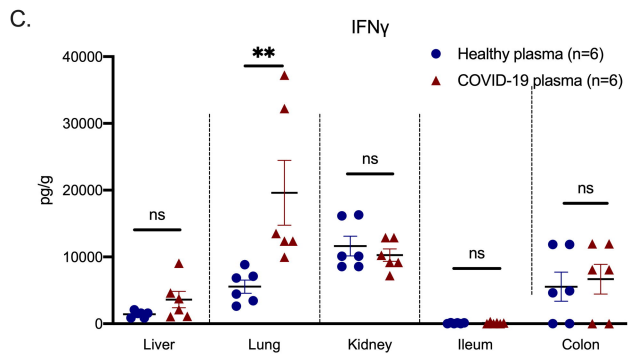 C.
IFNγ
Healthy plasma (n=6)
COVID-19 plasma (n=6)
pg/g
40000
30000
20000
10000
0
ns
**
ns
ns
ns
Liver
Lung
Kidney
Ileum
Colon